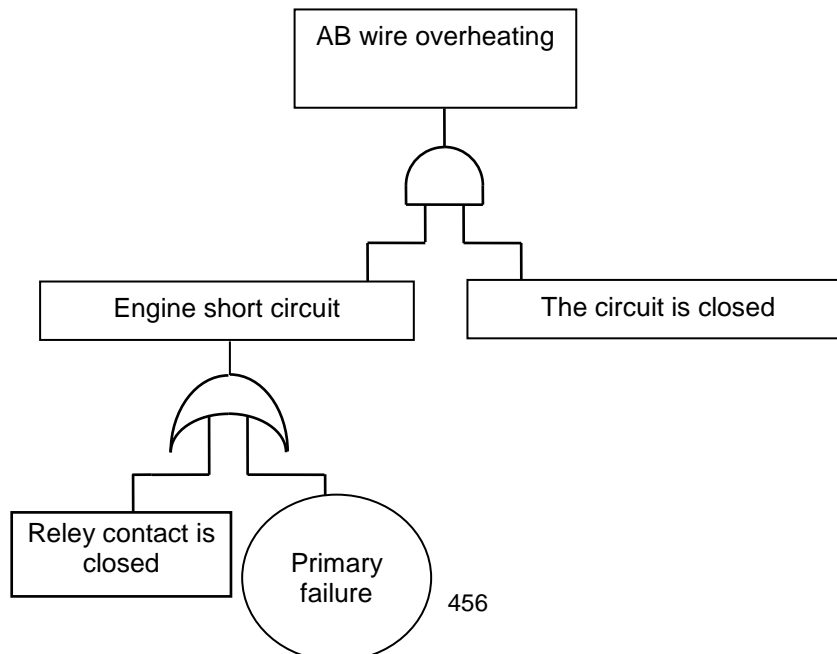 AB wire overheating
Engine short circuit
The circuit is closed
Reley contact is
closed
Primary
failure
456